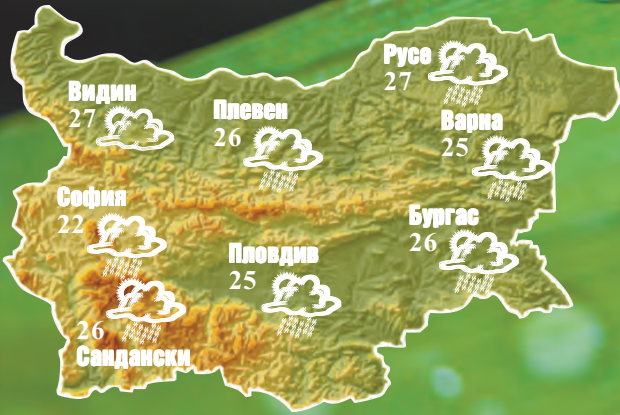 Русе
27
Видин
27
Плевен
26
Варна
25
София
22
Бургас
26
Пловдив
25
26
Сандански